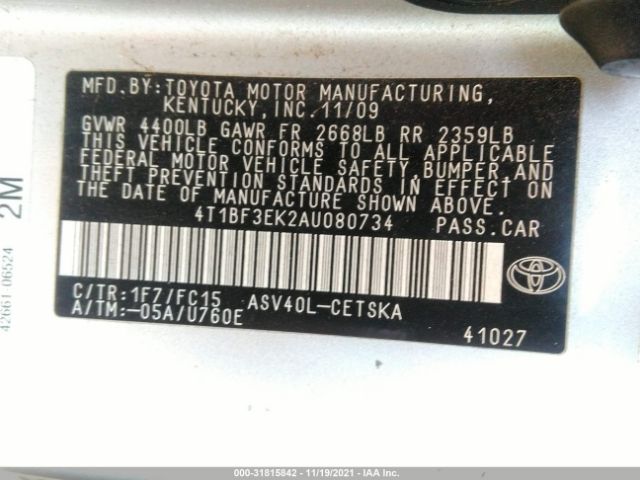 MFD.BY:TOYOTA MOTOR MANUFACTURING,
KENTUCKY, INC. 11/09
GVWR 4400LB GAWR FR 2668LB RR 2359LB
THIS VEHICLE CONFORMS TO ALL APPLICABLE
FEDERAL MOTOR VEHICLE SAFETY, BUMPER, AND
THEFT PREVENTION STANDARDS IN EFFECT ON
THE DATE OF MANUFACTURE SHOWN ABOVE.
4T1BF3EK2AU080734 PASS.CAR
C/TR:1F7/FC15 ASV40L-CETSKA
A/TM:-05A/U760E
41027
TOYOTA
2M
42661 06524
000-31815842 - 11/19/2021 - IAA COPART